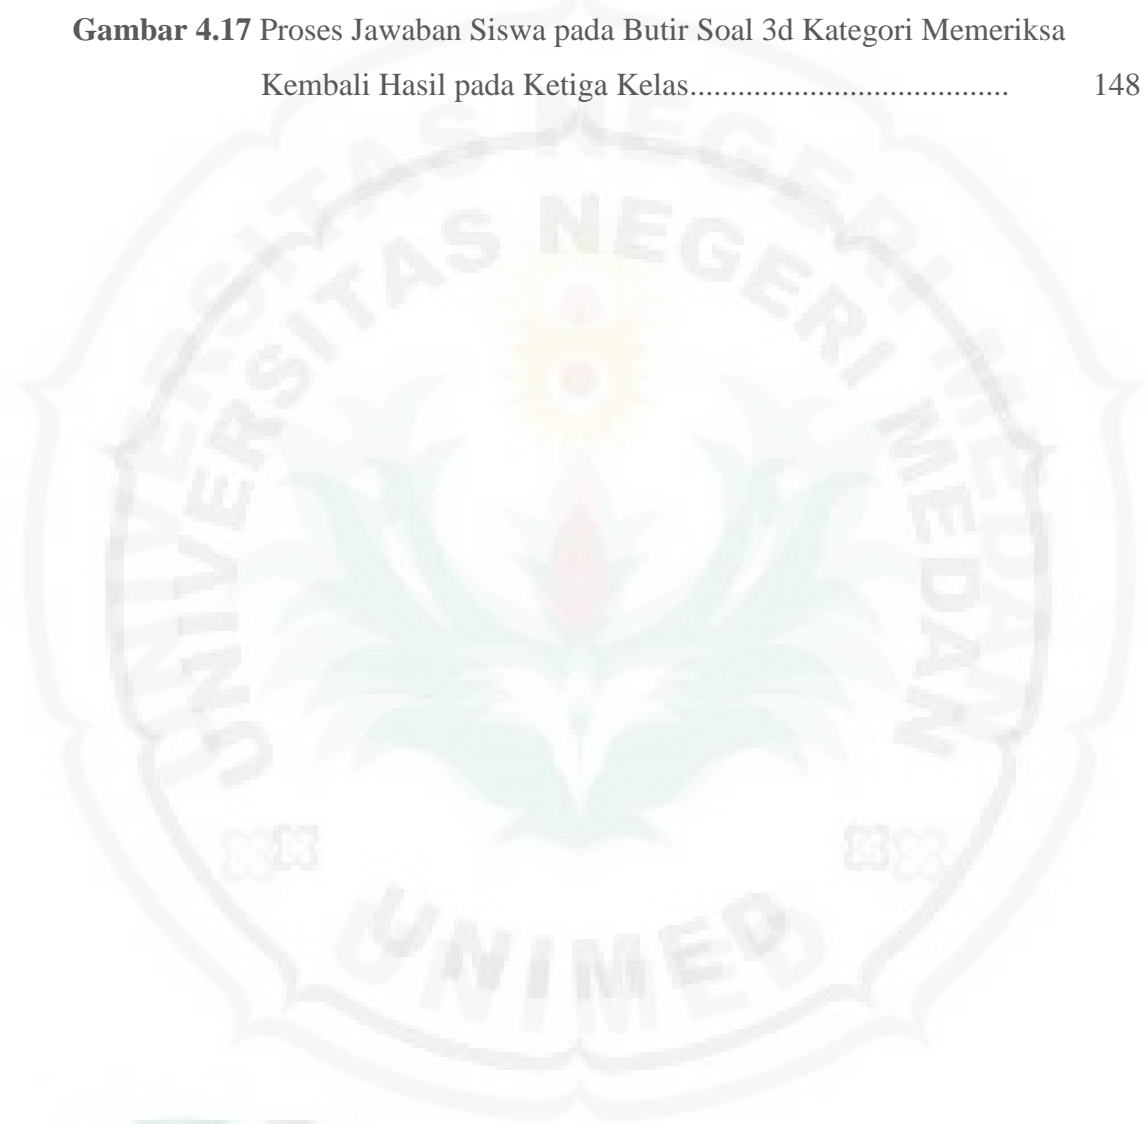 Gambar 4.17 Proses Jawaban Siswa pada Butir Soal 3d Kategori Memeriksa
Kembali Hasil pada Ketiga Kelas....................................... 148
UNIVERSITAS NEGERI MEDAN
UNIMED